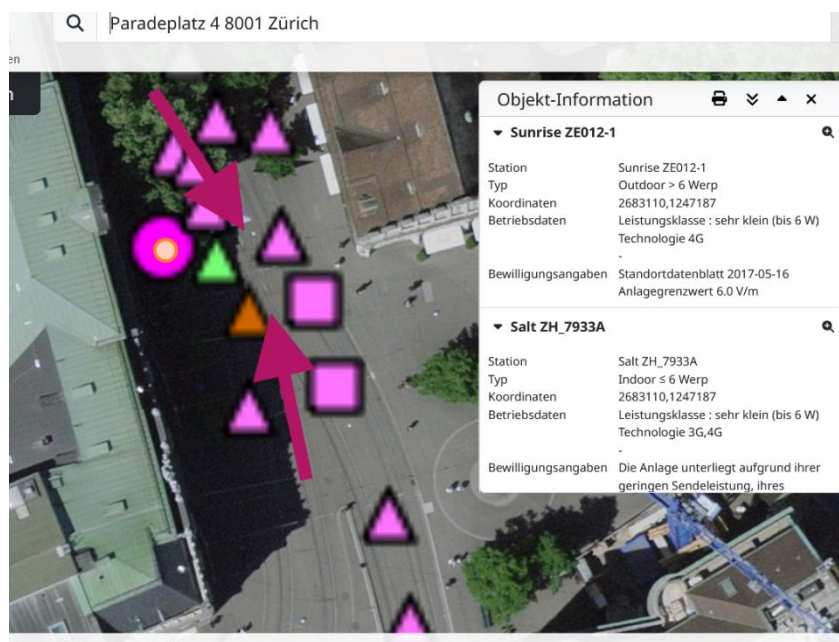 Paradeplatz 4 8001 Zürich
en
n
Objekt-Information
Sunrise ZE012-1
Station Sunrise ZE012-1
Typ Outdoor > 6 Werp
Koordinaten 2683110,1247187
Betriebsdaten Leistungsklasse : sehr klein (bis 6 W)
Technologie 4G
-
Bewilligungsangaben Standortdatenblatt 2017-05-16
Anlagegrenzwert 6.0 V/m
Salt ZH_7933A
Station Salt ZH_7933A
Typ Indoor ≤ 6 Werp
Koordinaten 2683110,1247187
Betriebsdaten Leistungsklasse : sehr klein (bis 6 W)
Technologie 3G,4G
-
Bewilligungsangaben Die Anlage unterliegt aufgrund ihrer
geringen Sendeleistung, ihres